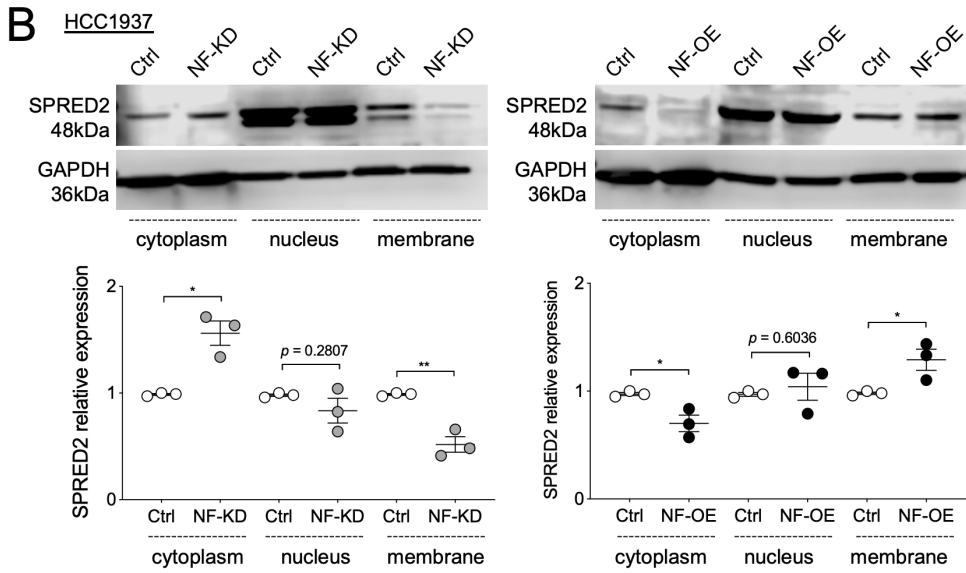 B HCC1937
Ctrl NF-KD Ctrl NF-KD Ctrl NF-KD
SPRED2
48kDa
GAPDH
36kDa
cytoplasm nucleus membrane
Ctrl NF-OE Ctrl NF-OE Ctrl NF-OE
SPRED2
48kDa
GAPDH
36kDa
cytoplasm nucleus membrane
SPRED2 relative expression
2
1
0
* p = 0.2807 **
Ctrl NF-KD Ctrl NF-KD Ctrl NF-KD
cytoplasm nucleus membrane
SPRED2 relative expression
2
1
0
* p = 0.6036 *
Ctrl NF-OE Ctrl NF-OE Ctrl NF-OE
cytoplasm nucleus membrane